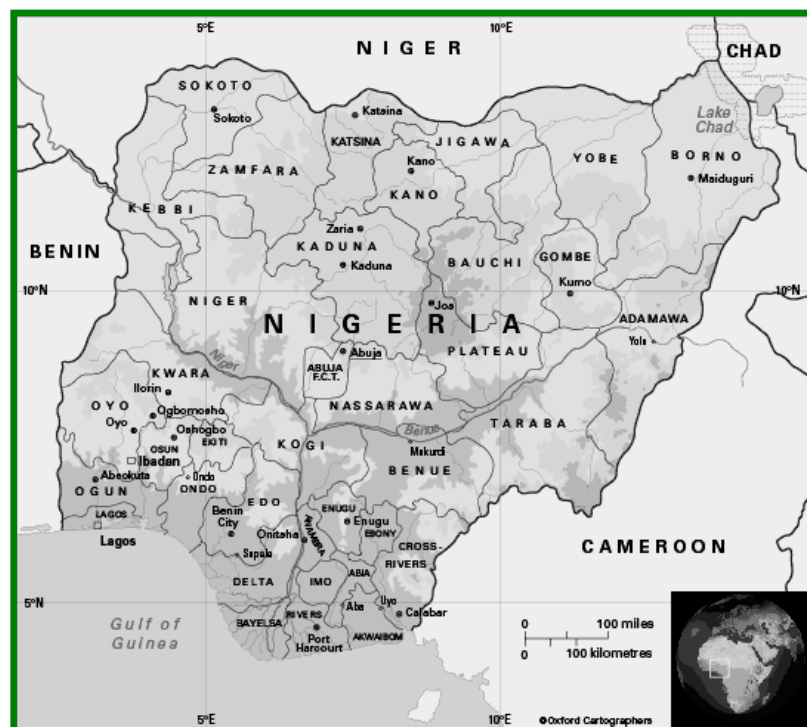 5°E
10°E
NIGER
CHAD
SOKOTO
Sokoto
Kataina
KATSINA
JIGAWA
Lake
Chad
Kano
KANO
YOBE
BORNO
Maiduguri
ZAMFARA
KEBBI
Zaria
KADUNA
BENIN
Kaduna
BAUCHI
GOMBE
Kumo
10°N
10°N
NIGER
Jos
NIGERIA
ADAMAWA
Yola
PLATEAU
Abuja
ABUJA
F.C.T.
Niger
KWARA
Ilorin
NASSARAWA
OYO
Ogbomosho
Oyo
Oshogbo
OSUN
EKITI
KOGI
Benue
TARABA
Makurdi
BENUE
Ibadan
Abeokuta
Ondo
OGUN
ONDO
EDO
LAGOS
Lagos
Benin
City
ENUGU
Enugu
EBONY
Onitsha
ANAMBRA
CROSS-
RIVERS
CAMEROON
Sapele
DELTA
IMO
ABIA
5°N
5°N
Gulf of
Guinea
BAYELSA
RIVERS
Aba
Uyo
Calabar
Port
Harcourt
AKWAIBOM
0 100 miles
0 100 kilometres
5°E
10°E
©Oxford Cartographers